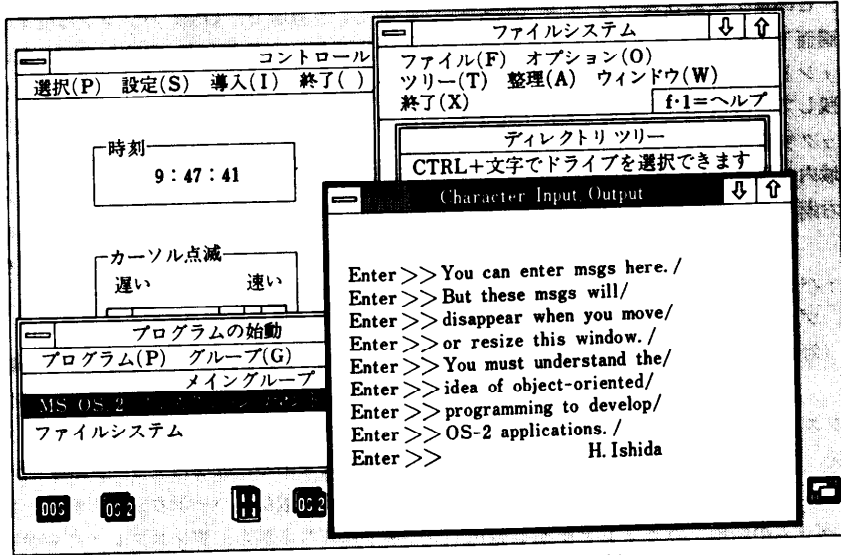 コントロール
選択(P) 設定(S) 導入(I) 終了( )
時刻
9:47:41
カーソル点滅
遅い 速い
ファイルシステム
ファイル(F) オプション(O)
ツリー(T) 整理(A) ウィンドウ(W)
終了(X) f·1=ヘルプ
ディレクトリ ツリー
CTRL+文字でドライブを選択できます
Character Input Output
Enter>>You can enter msgs here./
Enter>>But these msgs will/
Enter>>disappear when you move/
Enter>>or resize this window. /
Enter>>You must understand the/
Enter>>idea of object-oriented/
Enter>>programming to develop/
Enter>>OS-2 applications. /
Enter>> H. Ishida
プログラムの始動
プログラム(P) グループ(G)
メイングループ
MS OS 2
ファイルシステム
DOS OS 2 OS 2